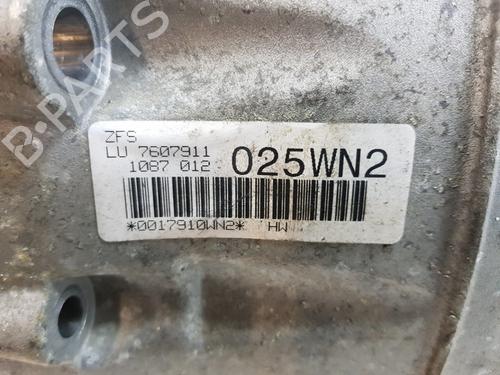 ZFS
LU 7607911
1087 012
025WN2
*0017910WN2* HW
B-PARTS